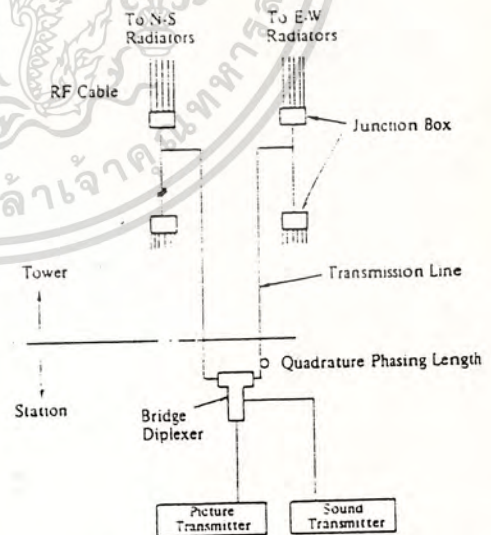 To N-S
Radiators
To E-W
Radiators
RF Cable
Junction Box
Tower
Transmission Line
Quadrature Phasing Length
Station
Bridge
Diplexer
Picture
Transmitter
Sound
Transmitter